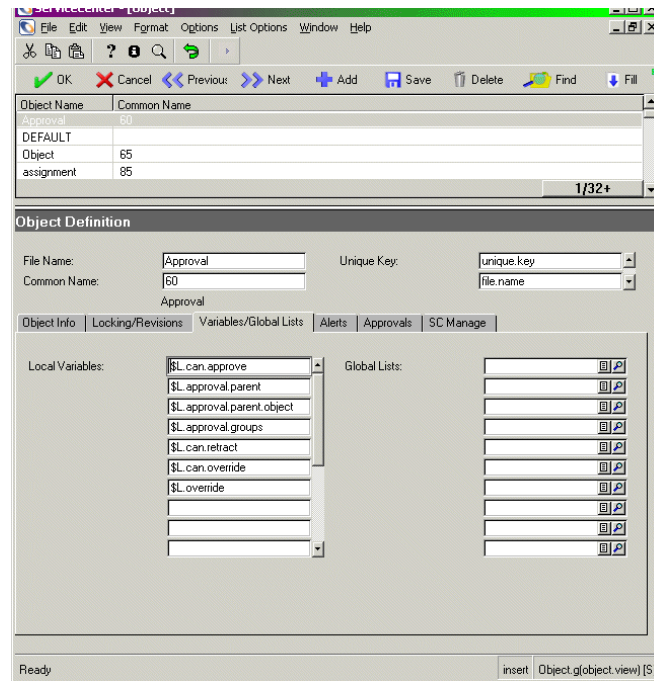 ServiceCenter - [Object]
File Edit View Format Options List Options Window Help
OK Cancel Previou: Next Add Save Delete Find Fill
Object Name Common Name
Approval 60
DEFAULT
Object 65
assignment 85
1/32+
Object Definition
File Name: Approval Unique Key: unique.key
Common Name: 60 file.name
Approval
Object Info Locking/Revisions Variables/Global Lists Alerts Approvals SC Manage
Local Variables: $L.can.approve Global Lists:
$L.approval.parent
$L.approval.parent.object
$L.approval.groups
$L.can.retract
$L.can.override
$L.override
Ready insert Object.g(object.view) [S